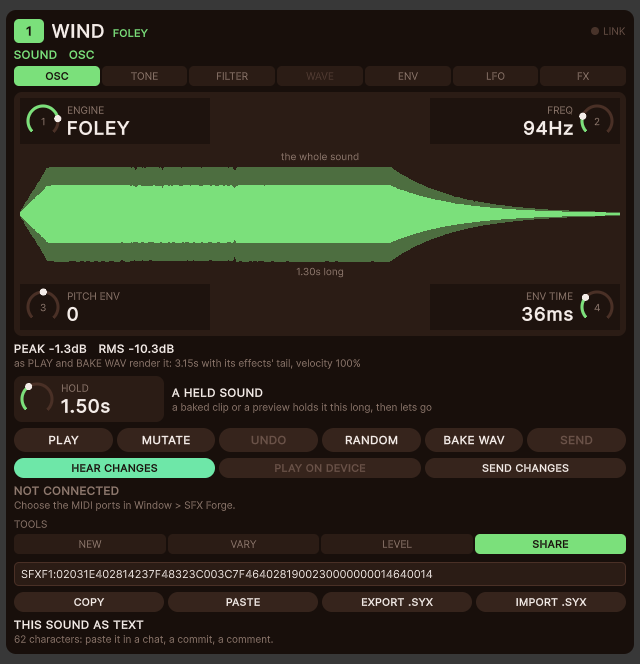 1 WIND FOLEY LINK
SOUND OSC
OSC TONE FILTER WAVE ENV LFO FX
1 ENGINE FOLEY
FREQ 94Hz 2
the whole sound
1.30s long
3 PITCH ENV 0
ENV TIME 36ms 4
PEAK -1.3dB RMS -10.3dB
as PLAY and BAKE WAV render it: 3.15s with its effects' tail, velocity 100%
HOLD 1.50s
A HELD SOUND
a baked clip or a preview holds it this long, then lets go
PLAY MUTATE UNDO RANDOM BAKE WAV SEND
HEAR CHANGES PLAY ON DEVICE SEND CHANGES
NOT CONNECTED
Choose the MIDI ports in Window > SFX Forge.
TOOLS
NEW VARY LEVEL SHARE
SFXF1:02031E402814237F48323C003C7F4640281900230000000014640014
COPY PASTE EXPORT .SYX IMPORT .SYX
THIS SOUND AS TEXT
62 characters: paste it in a chat, a commit, a comment.